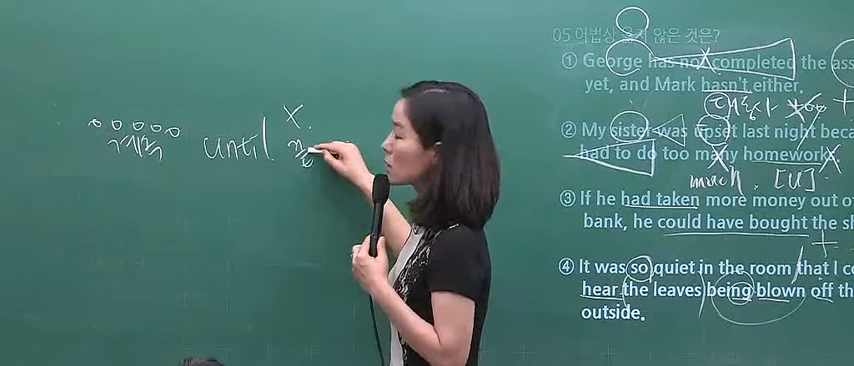 until
05 어법상 옳지 않은 것은?
① George has not completed the ass
yet, and Mark hasn't either.
② My sister was upset last night beca
had to do too many homeworks.
much. [u]
③ If he had taken more money out of
bank, he could have bought the sh
④ It was so quiet in the room that I co
hear the leaves being blown off th
outside.